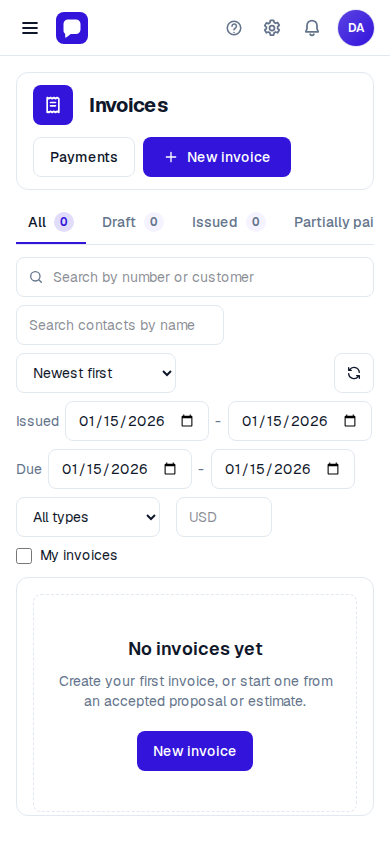 DA
Invoices
Payments
New invoice
All 0 Draft 0 Issued 0 Partially pai
Search by number or customer
Search contacts by name
Newest first
Issued 01/15/2026 - 01/15/2026
Due 01/15/2026 - 01/15/2026
All types USD
My invoices
No invoices yet
Create your first invoice, or start one from
an accepted proposal or estimate.
New invoice